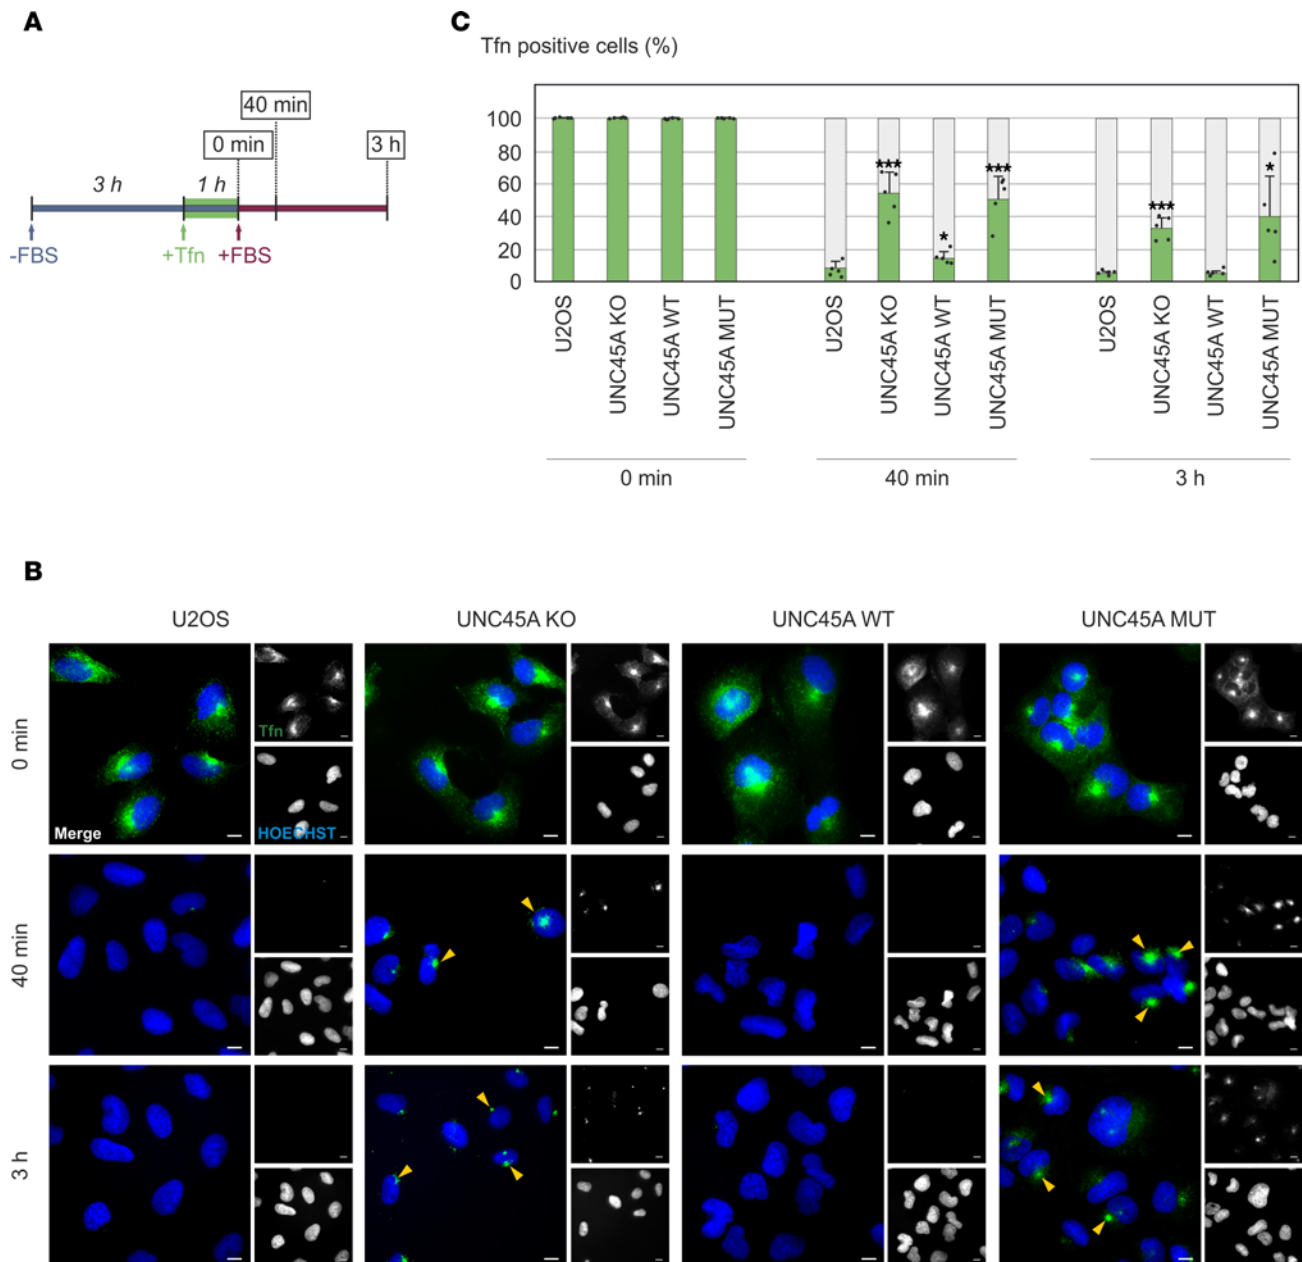 A
40 min
0 min
3 h
3 h
1 h
-FBS
+Tfn
+FBS
C
Tfn positive cells (%)
100
80
60
40
20
0
***
*
***
***
*
U2OS
UNC45A KO
UNC45A WT
UNC45A MUT
U2OS
UNC45A KO
UNC45A WT
UNC45A MUT
U2OS
UNC45A KO
UNC45A WT
UNC45A MUT
0 min
40 min
3 h
B
U2OS
UNC45A KO
UNC45A WT
UNC45A MUT
0 min
Tfn
Merge
HOECHST
40 min
3 h